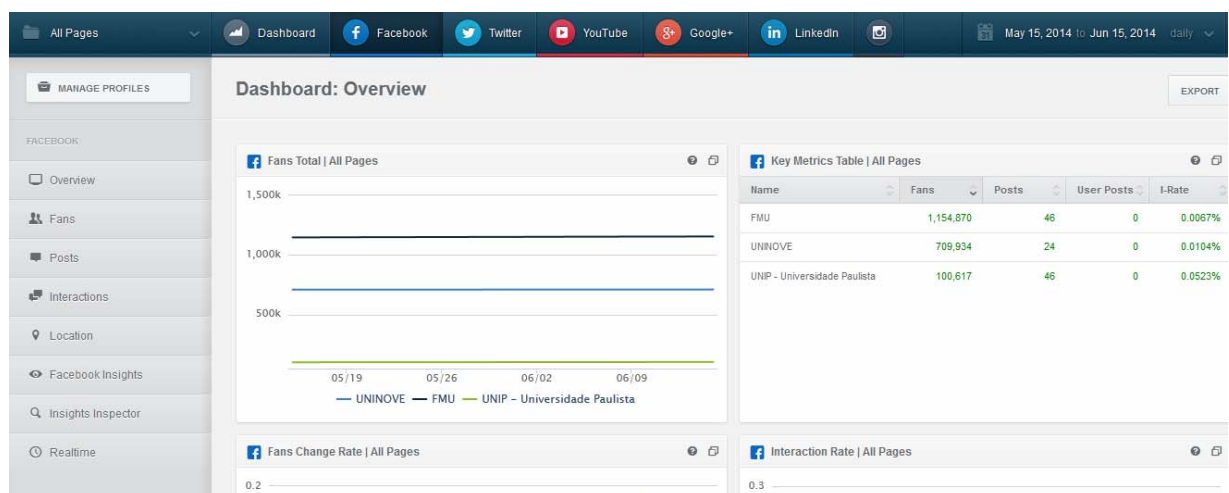 All Pages
Dashboard
Facebook
Twitter
YouTube
Google+
LinkedIn
31
May 15, 2014 to Jun 15, 2014 daily
MANAGE PROFILES
Dashboard: Overview
EXPORT
FACEBOOK
Overview
Fans
Posts
Interactions
Location
Facebook Insights
Insights Inspector
Realtime
Fans Total | All Pages
1,500k
1,000k
500k
05/19 05/26 06/02 06/09
UNINOVE FMU UNIP - Universidade Paulista
Key Metrics Table | All Pages
Name Fans Posts User Posts I-Rate
FMU 1,154,870 46 0 0.0067%
UNINOVE 709,934 24 0 0.0104%
UNIP - Universidade Paulista 100,617 46 0 0.0523%
Fans Change Rate | All Pages
0.2
Interaction Rate | All Pages
0.3